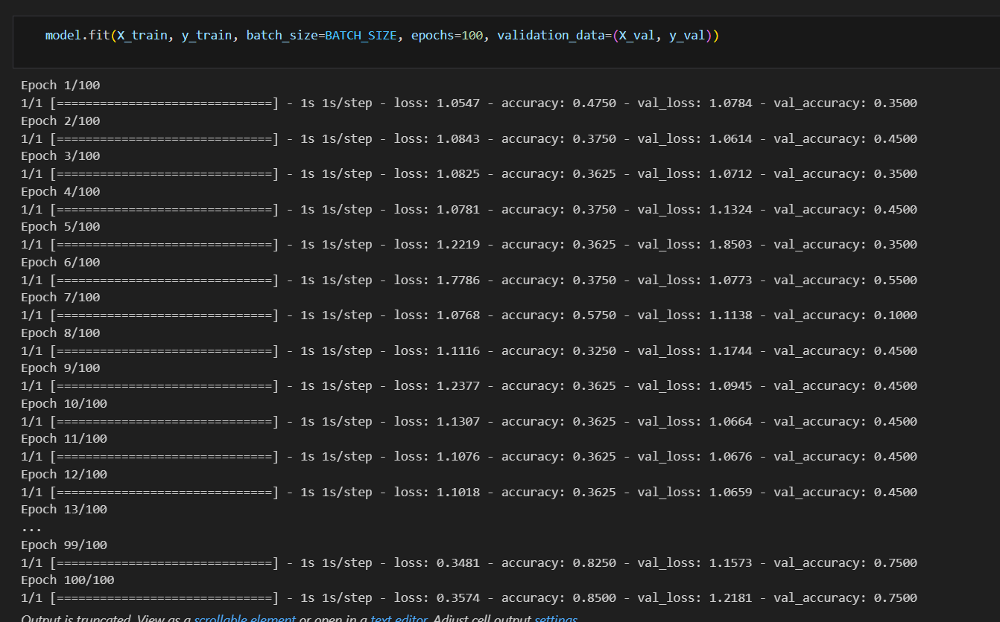 model.fit(X_train, y_train, batch_size=BATCH_SIZE, epochs=100, validation_data=(X_val, y_val))
Epoch 1/100
1/1 [==============================] - 1s 1s/step - loss: 1.0547 - accuracy: 0.4750 - val_loss: 1.0784 - val_accuracy: 0.3500
Epoch 2/100
1/1 [==============================] - 1s 1s/step - loss: 1.0843 - accuracy: 0.3750 - val_loss: 1.0614 - val_accuracy: 0.4500
Epoch 3/100
1/1 [==============================] - 1s 1s/step - loss: 1.0825 - accuracy: 0.3625 - val_loss: 1.0712 - val_accuracy: 0.3500
Epoch 4/100
1/1 [==============================] - 1s 1s/step - loss: 1.0781 - accuracy: 0.3750 - val_loss: 1.1324 - val_accuracy: 0.4500
Epoch 5/100
1/1 [==============================] - 1s 1s/step - loss: 1.2219 - accuracy: 0.3625 - val_loss: 1.8503 - val_accuracy: 0.3500
Epoch 6/100
1/1 [==============================] - 1s 1s/step - loss: 1.7786 - accuracy: 0.3750 - val_loss: 1.0773 - val_accuracy: 0.5500
Epoch 7/100
1/1 [==============================] - 1s 1s/step - loss: 1.0768 - accuracy: 0.5750 - val_loss: 1.1138 - val_accuracy: 0.1000
Epoch 8/100
1/1 [==============================] - 1s 1s/step - loss: 1.1116 - accuracy: 0.3250 - val_loss: 1.1744 - val_accuracy: 0.4500
Epoch 9/100
1/1 [==============================] - 1s 1s/step - loss: 1.2377 - accuracy: 0.3625 - val_loss: 1.0945 - val_accuracy: 0.4500
Epoch 10/100
1/1 [==============================] - 1s 1s/step - loss: 1.1307 - accuracy: 0.3625 - val_loss: 1.0664 - val_accuracy: 0.4500
Epoch 11/100
1/1 [==============================] - 1s 1s/step - loss: 1.1076 - accuracy: 0.3625 - val_loss: 1.0676 - val_accuracy: 0.4500
Epoch 12/100
1/1 [==============================] - 1s 1s/step - loss: 1.1018 - accuracy: 0.3625 - val_loss: 1.0659 - val_accuracy: 0.4500
Epoch 13/100
...
Epoch 99/100
1/1 [==============================] - 1s 1s/step - loss: 0.3481 - accuracy: 0.8250 - val_loss: 1.1573 - val_accuracy: 0.7500
Epoch 100/100
1/1 [==============================] - 1s 1s/step - loss: 0.3574 - accuracy: 0.8500 - val_loss: 1.2181 - val_accuracy: 0.7500
Output is truncated. View as a scrollable element or open in a text editor. Adjust cell output settings...